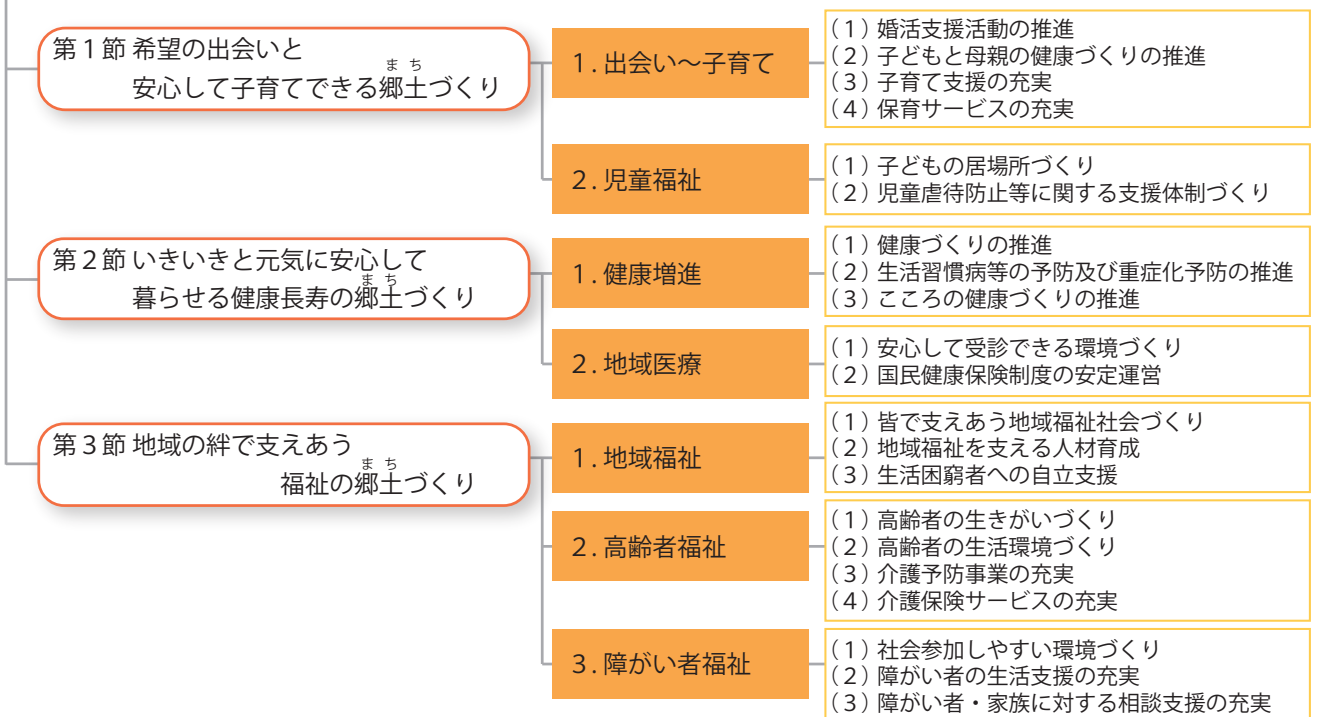 第１節 希望の出会いと
まち
安心して子育てできる郷土づくり
１. 出会い～子育て
（１）婚活支援活動の推進
（２）子どもと母親の健康づくりの推進
（３）子育て支援の充実
（４）保育サービスの充実
２. 児童福祉
（１）子どもの居場所づくり
（２）児童虐待防止等に関する支援体制づくり
第２節 いきいきと元気に安心して
まち
暮らせる健康長寿の郷土づくり
１. 健康増進
（１）健康づくりの推進
（２）生活習慣病等の予防及び重症化予防の推進
（３）こころの健康づくりの推進
２. 地域医療
（１）安心して受診できる環境づくり
（２）国民健康保険制度の安定運営
第３節 地域の絆で支えあう
まち
福祉の郷土づくり
１. 地域福祉
（１）皆で支えあう地域福祉社会づくり
（２）地域福祉を支える人材育成
（３）生活困窮者への自立支援
２. 高齢者福祉
（１）高齢者の生きがいづくり
（２）高齢者の生活環境づくり
（３）介護予防事業の充実
（４）介護保険サービスの充実
３. 障がい者福祉
（１）社会参加しやすい環境づくり
（２）障がい者の生活支援の充実
（３）障がい者・家族に対する相談支援の充実